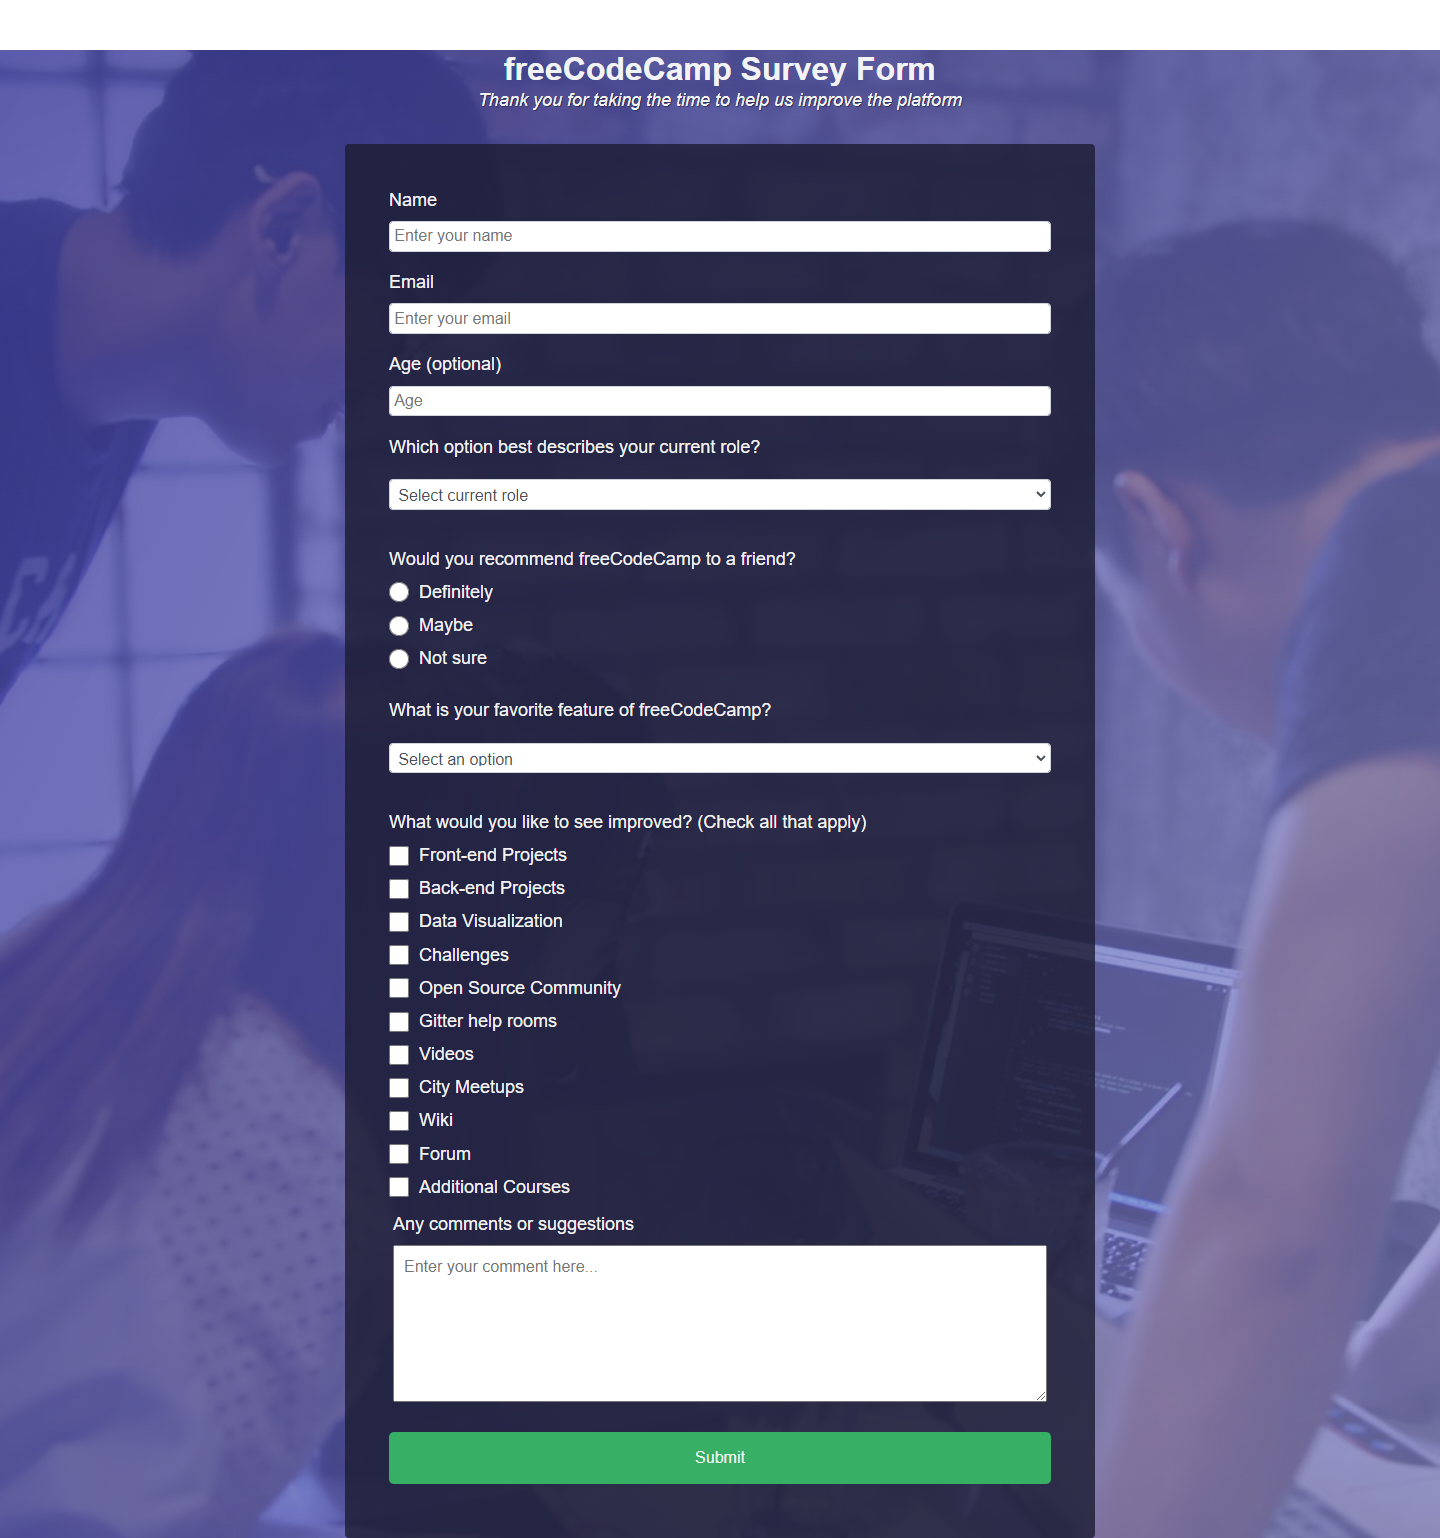 freeCodeCamp Survey Form
Thank you for taking the time to help us improve the platform
Name
Enter your name
Email
Enter your email
Age (optional)
Age
Which option best describes your current role?
Select current role
Would you recommend freeCodeCamp to a friend?
Definitely
Maybe
Not sure
What is your favorite feature of freeCodeCamp?
Select an option
What would you like to see improved? (Check all that apply)
Front-end Projects
Back-end Projects
Data Visualization
Challenges
Open Source Community
Gitter help rooms
Videos
City Meetups
Wiki
Forum
Additional Courses
Any comments or suggestions
Enter your comment here...
Submit